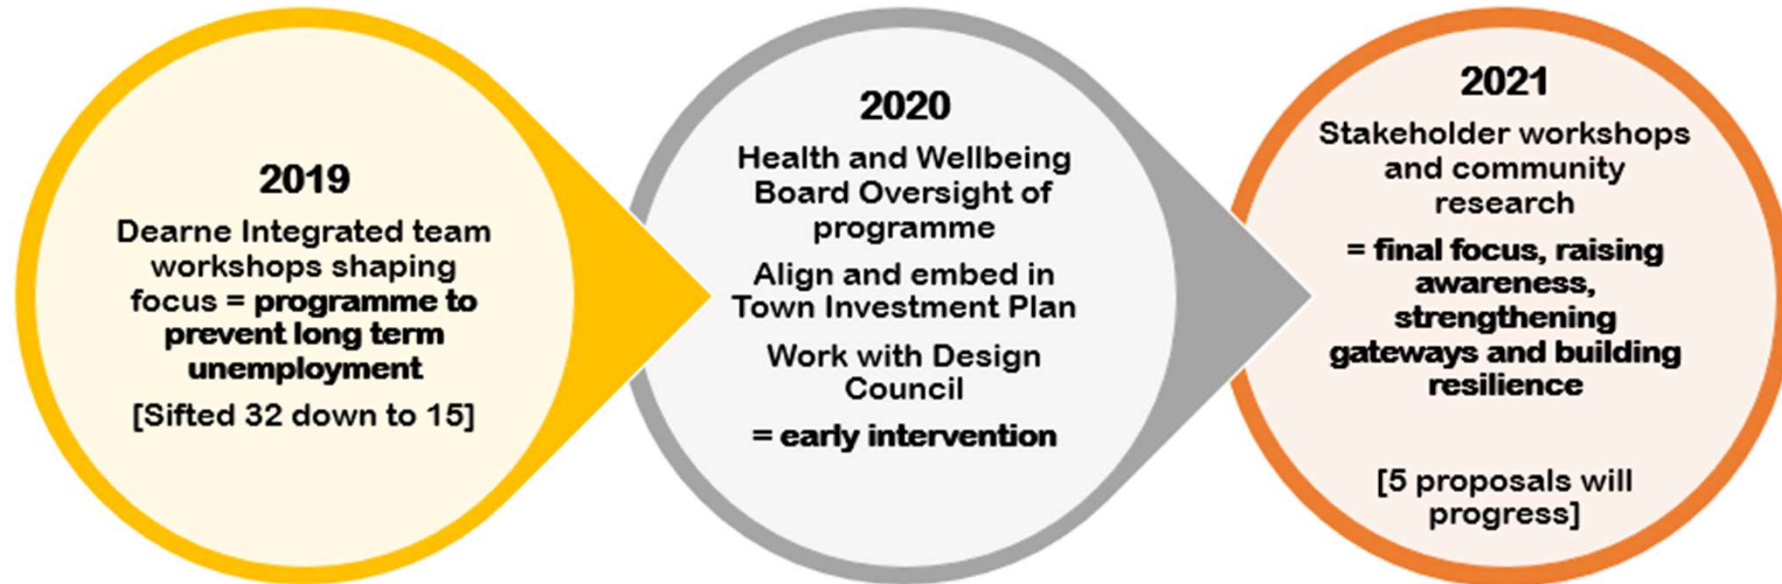 2019
Dearne Integrated team
workshops shaping
focus = programme to
prevent long term
unemployment
[Sifted 32 down to 15]
2020
Health and Wellbeing
Board Oversight of
programme
Align and embed in
Town Investment Plan
Work with Design
Council
= early intervention
2021
Stakeholder workshops
and community
research
= final focus, raising
awareness,
strengthening
gateways and building
resilience
[5 proposals will
progress]